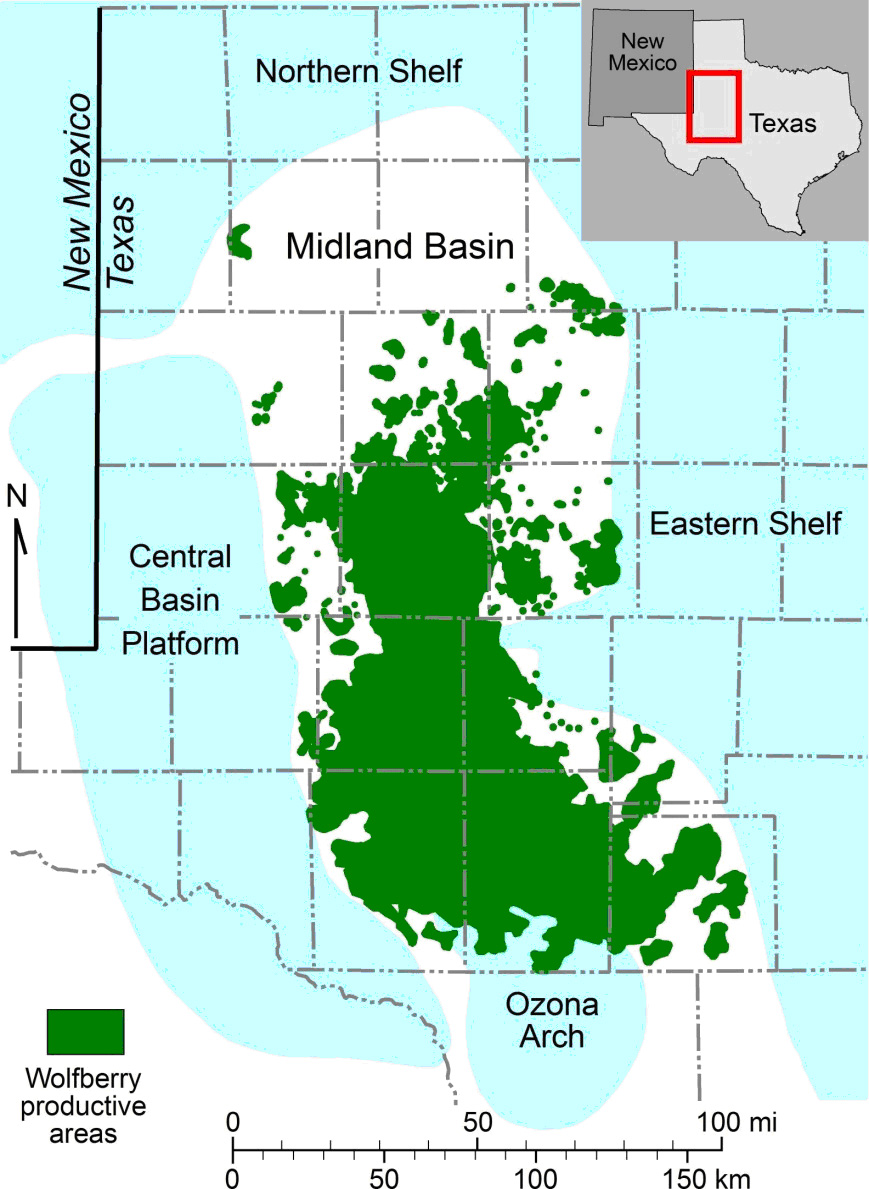 Northern Shelf
New
Mexico
Texas
New Mexico
Texas
Midland Basin
N
Eastern Shelf
Central
Basin
Platform
Ozona
Arch
Wolfberry
productive
areas
0 50 100 mi
0 50 100 150 km